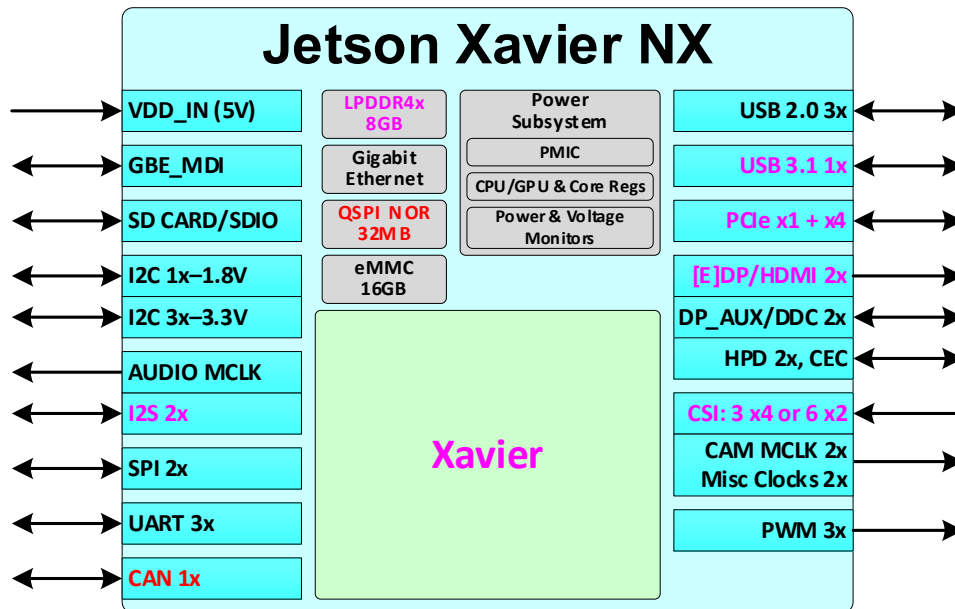 Jetson Xavier NX
VDD_IN (5V)
GBE_MDI
SD CARD/SDIO
I2C 1x–1.8V
I2C 3x–3.3V
AUDIO MCLK
I2S 2x
SPI 2x
UART 3x
CAN 1x
LPDDR4x
8GB
Gigabit
Ethernet
QSPI NOR
32MB
eMMC
16GB
Power
Subsystem
PMIC
CPU/GPU & Core Regs
Power & Voltage
Monitors
Xavier
USB 2.0 3x
USB 3.1 1x
PCIe x1 + x4
[E]DP/HDMI 2x
DP_AUX/DDC 2x
HPD 2x, CEC
CSI: 3 x4 or 6 x2
CAM MCLK 2x
Misc Clocks 2x
PWM 3x